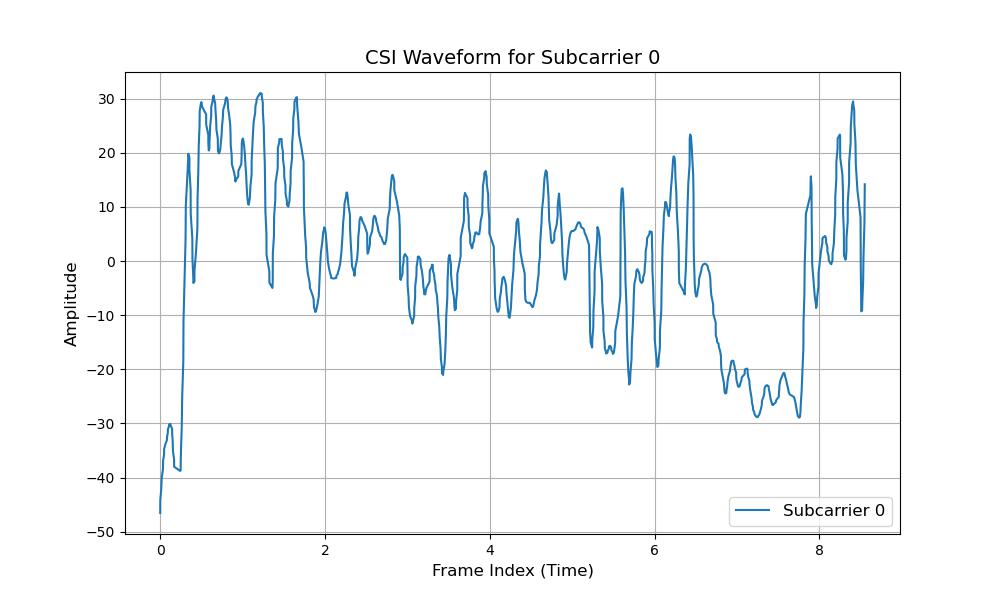 CSI Waveform for Subcarrier 0
Amplitude
30
20
10
0
−10
−20
−30
−40
−50
0 2 4 6 8
Frame Index (Time)
Subcarrier 0